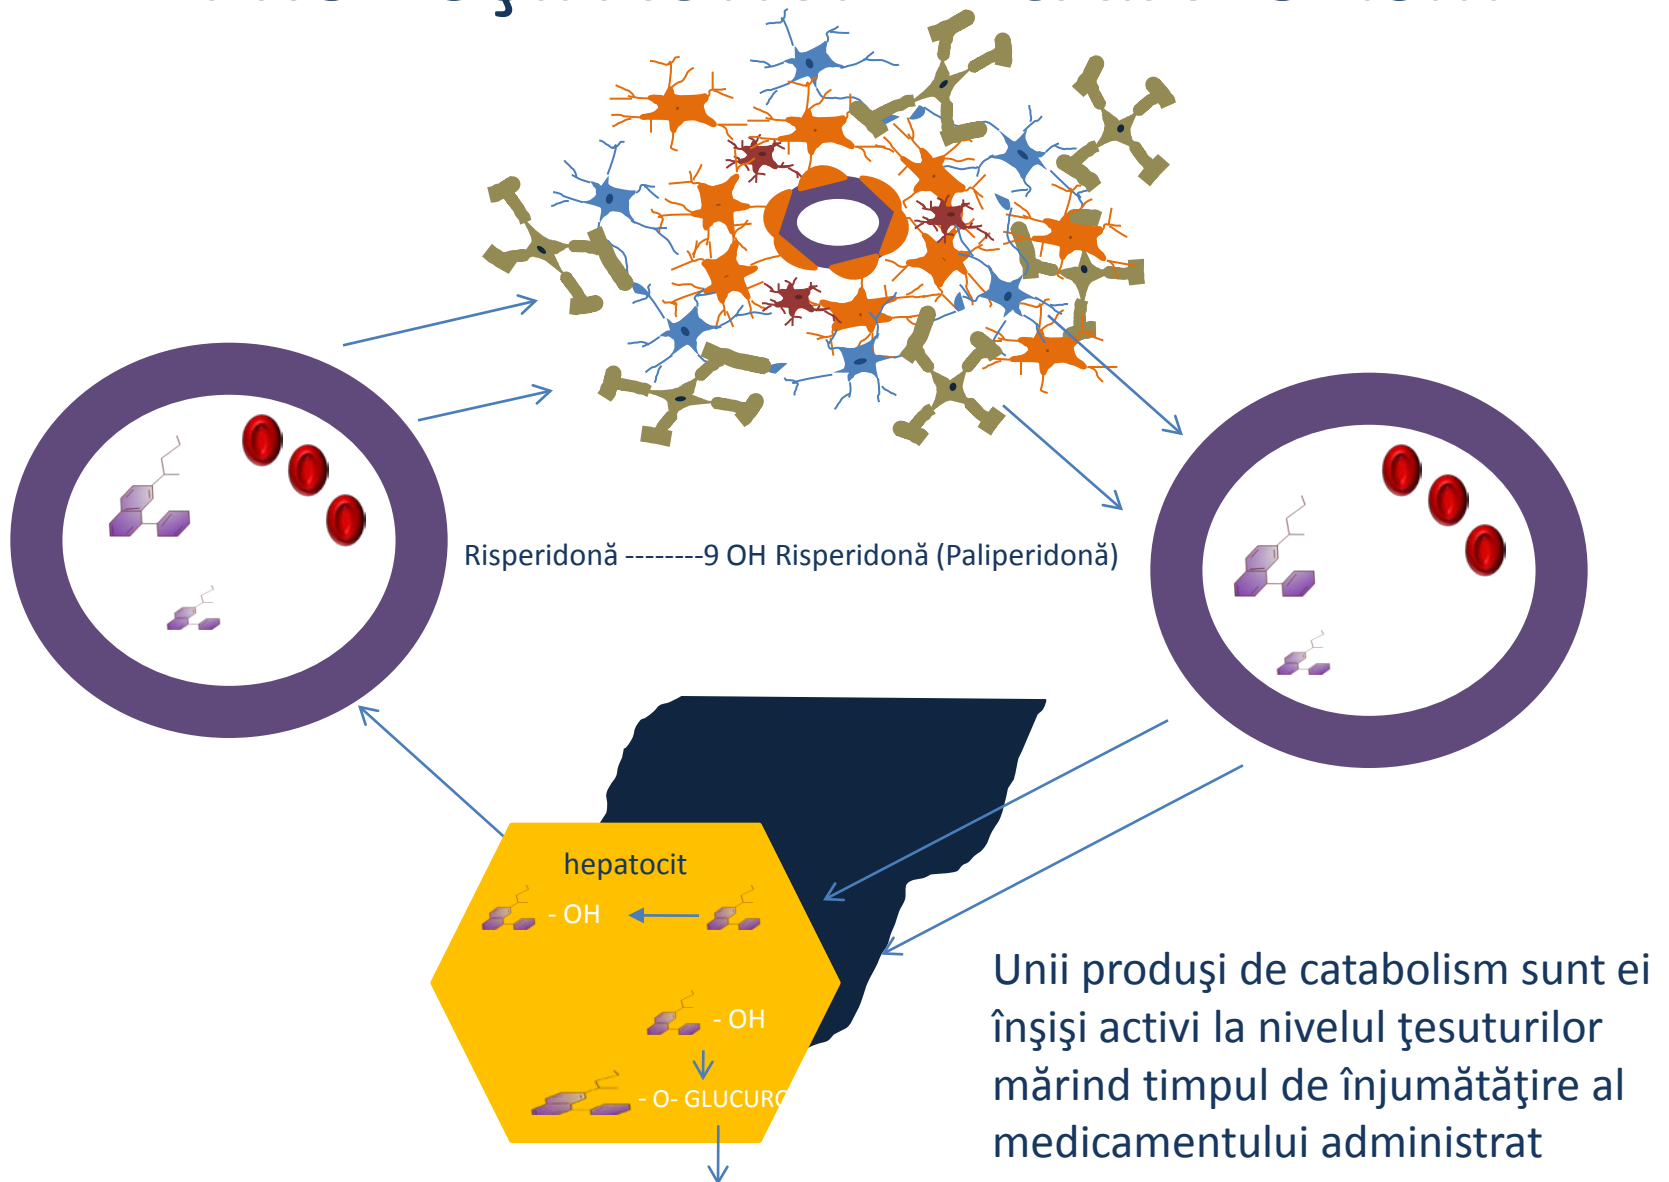 Risperidonă --------9 OH Risperidonă (Paliperidonă)
hepatocit
- OH
- OH
- O- GLUCURO
Unii produşi de catabolism sunt ei
înşişi activi la nivelul ţesuturilor
mărind timpul de înjumătăţire al
medicamentului administrat